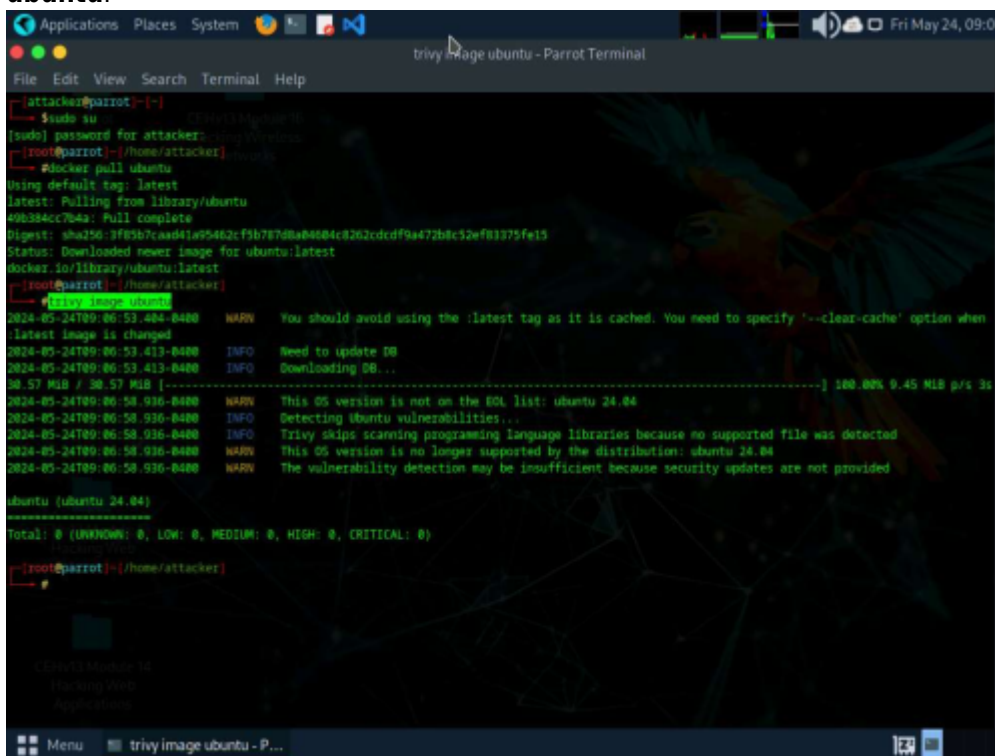 ubuntu.
Applications Places System Fri May 24, 09:0
trivy image ubuntu - Parrot Terminal
File Edit View Search Terminal Help
[attacker@parrot]-[~]
$sudo su
[sudo] password for attacker:
[root@parrot]-[/home/attacker]
#docker pull ubuntu
Using default tag: latest
latest: Pulling from library/ubuntu
49b384cc7b4a: Pull complete
Digest: sha256:3f85b7caad41a95462cf5b787d8a04604c8262cdcdf9a472b8c52ef83375fe15
Status: Downloaded newer image for ubuntu:latest
docker.io/library/ubuntu:latest
[root@parrot]-[/home/attacker]
#trivy image ubuntu
2024-05-24T09:06:53.404-0400 WARN You should avoid using the :latest tag as it is cached. You need to specify '--clear-cache' option when
:latest image is changed
2024-05-24T09:06:53.413-0400 INFO Need to update DB
2024-05-24T09:06:53.413-0400 INFO Downloading DB...
30.57 MiB / 30.57 MiB [---------------------------------------------------------------] 100.00% 9.45 MiB p/s 3s
2024-05-24T09:06:58.936-0400 WARN This OS version is not on the EOL list: ubuntu 24.04
2024-05-24T09:06:58.936-0400 INFO Detecting Ubuntu vulnerabilities...
2024-05-24T09:06:58.936-0400 INFO Trivy skips scanning programming language libraries because no supported file was detected
2024-05-24T09:06:58.936-0400 WARN This OS version is no longer supported by the distribution: ubuntu 24.04
2024-05-24T09:06:58.936-0400 WARN The vulnerability detection may be insufficient because security updates are not provided
ubuntu (ubuntu 24.04)
=====================
Total: 0 (UNKNOWN: 0, LOW: 0, MEDIUM: 0, HIGH: 0, CRITICAL: 0)
Hacking Web
[root@parrot]-[/home/attacker]
#
CEHv13 Module 14
Hacking Web
Applications
Menu trivy image ubuntu - P...